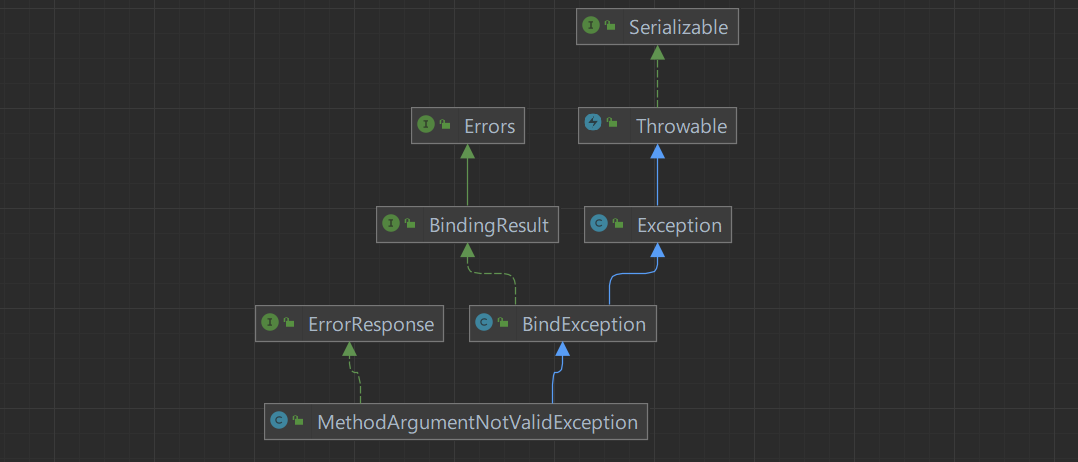 Serializable
Errors
Throwable
BindingResult
Exception
ErrorResponse
BindException
MethodArgumentNotValidException